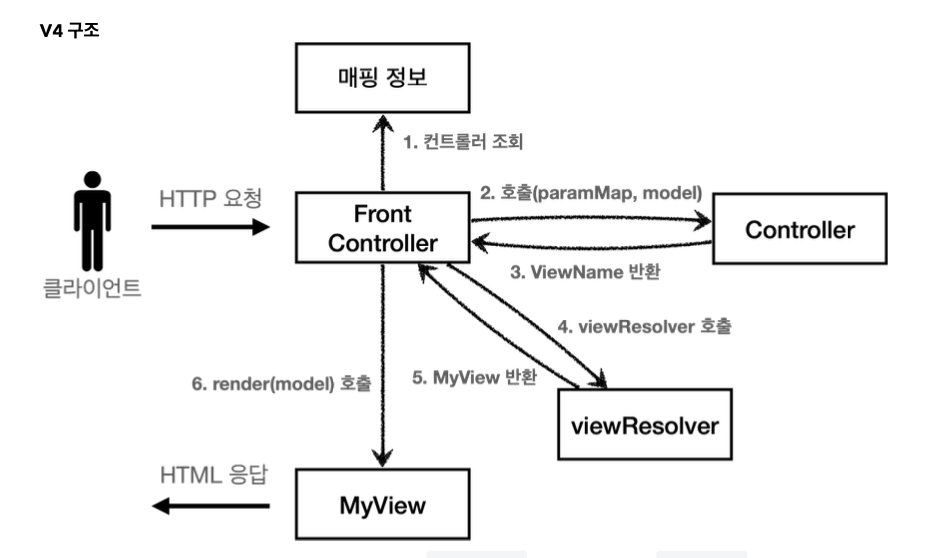 V4 구조
매핑 정보
1. 컨트롤러 조회
HTTP 요청
2. 호출(paramMap, model)
Front
Controller
Controller
클라이언트
3. ViewName 반환
4. viewResolver 호출
6. render(model) 호출
5. MyView 반환
viewResolver
HTML 응답
MyView